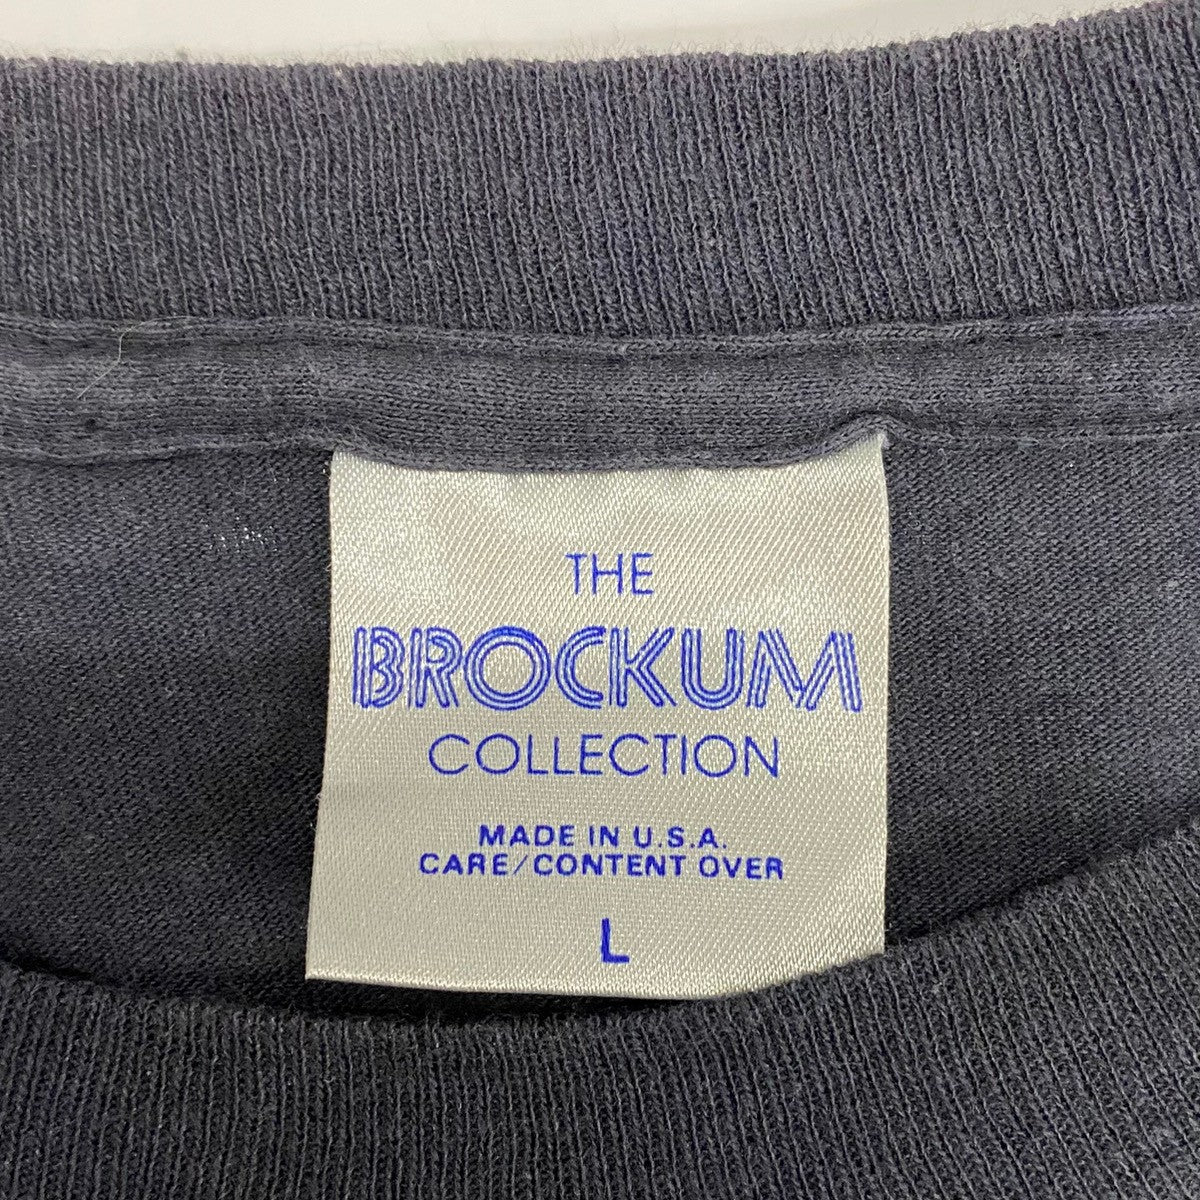 THE
BROCKUM
COLLECTION
MADE IN U.S.A.
CARE/CONTENT OVER
L